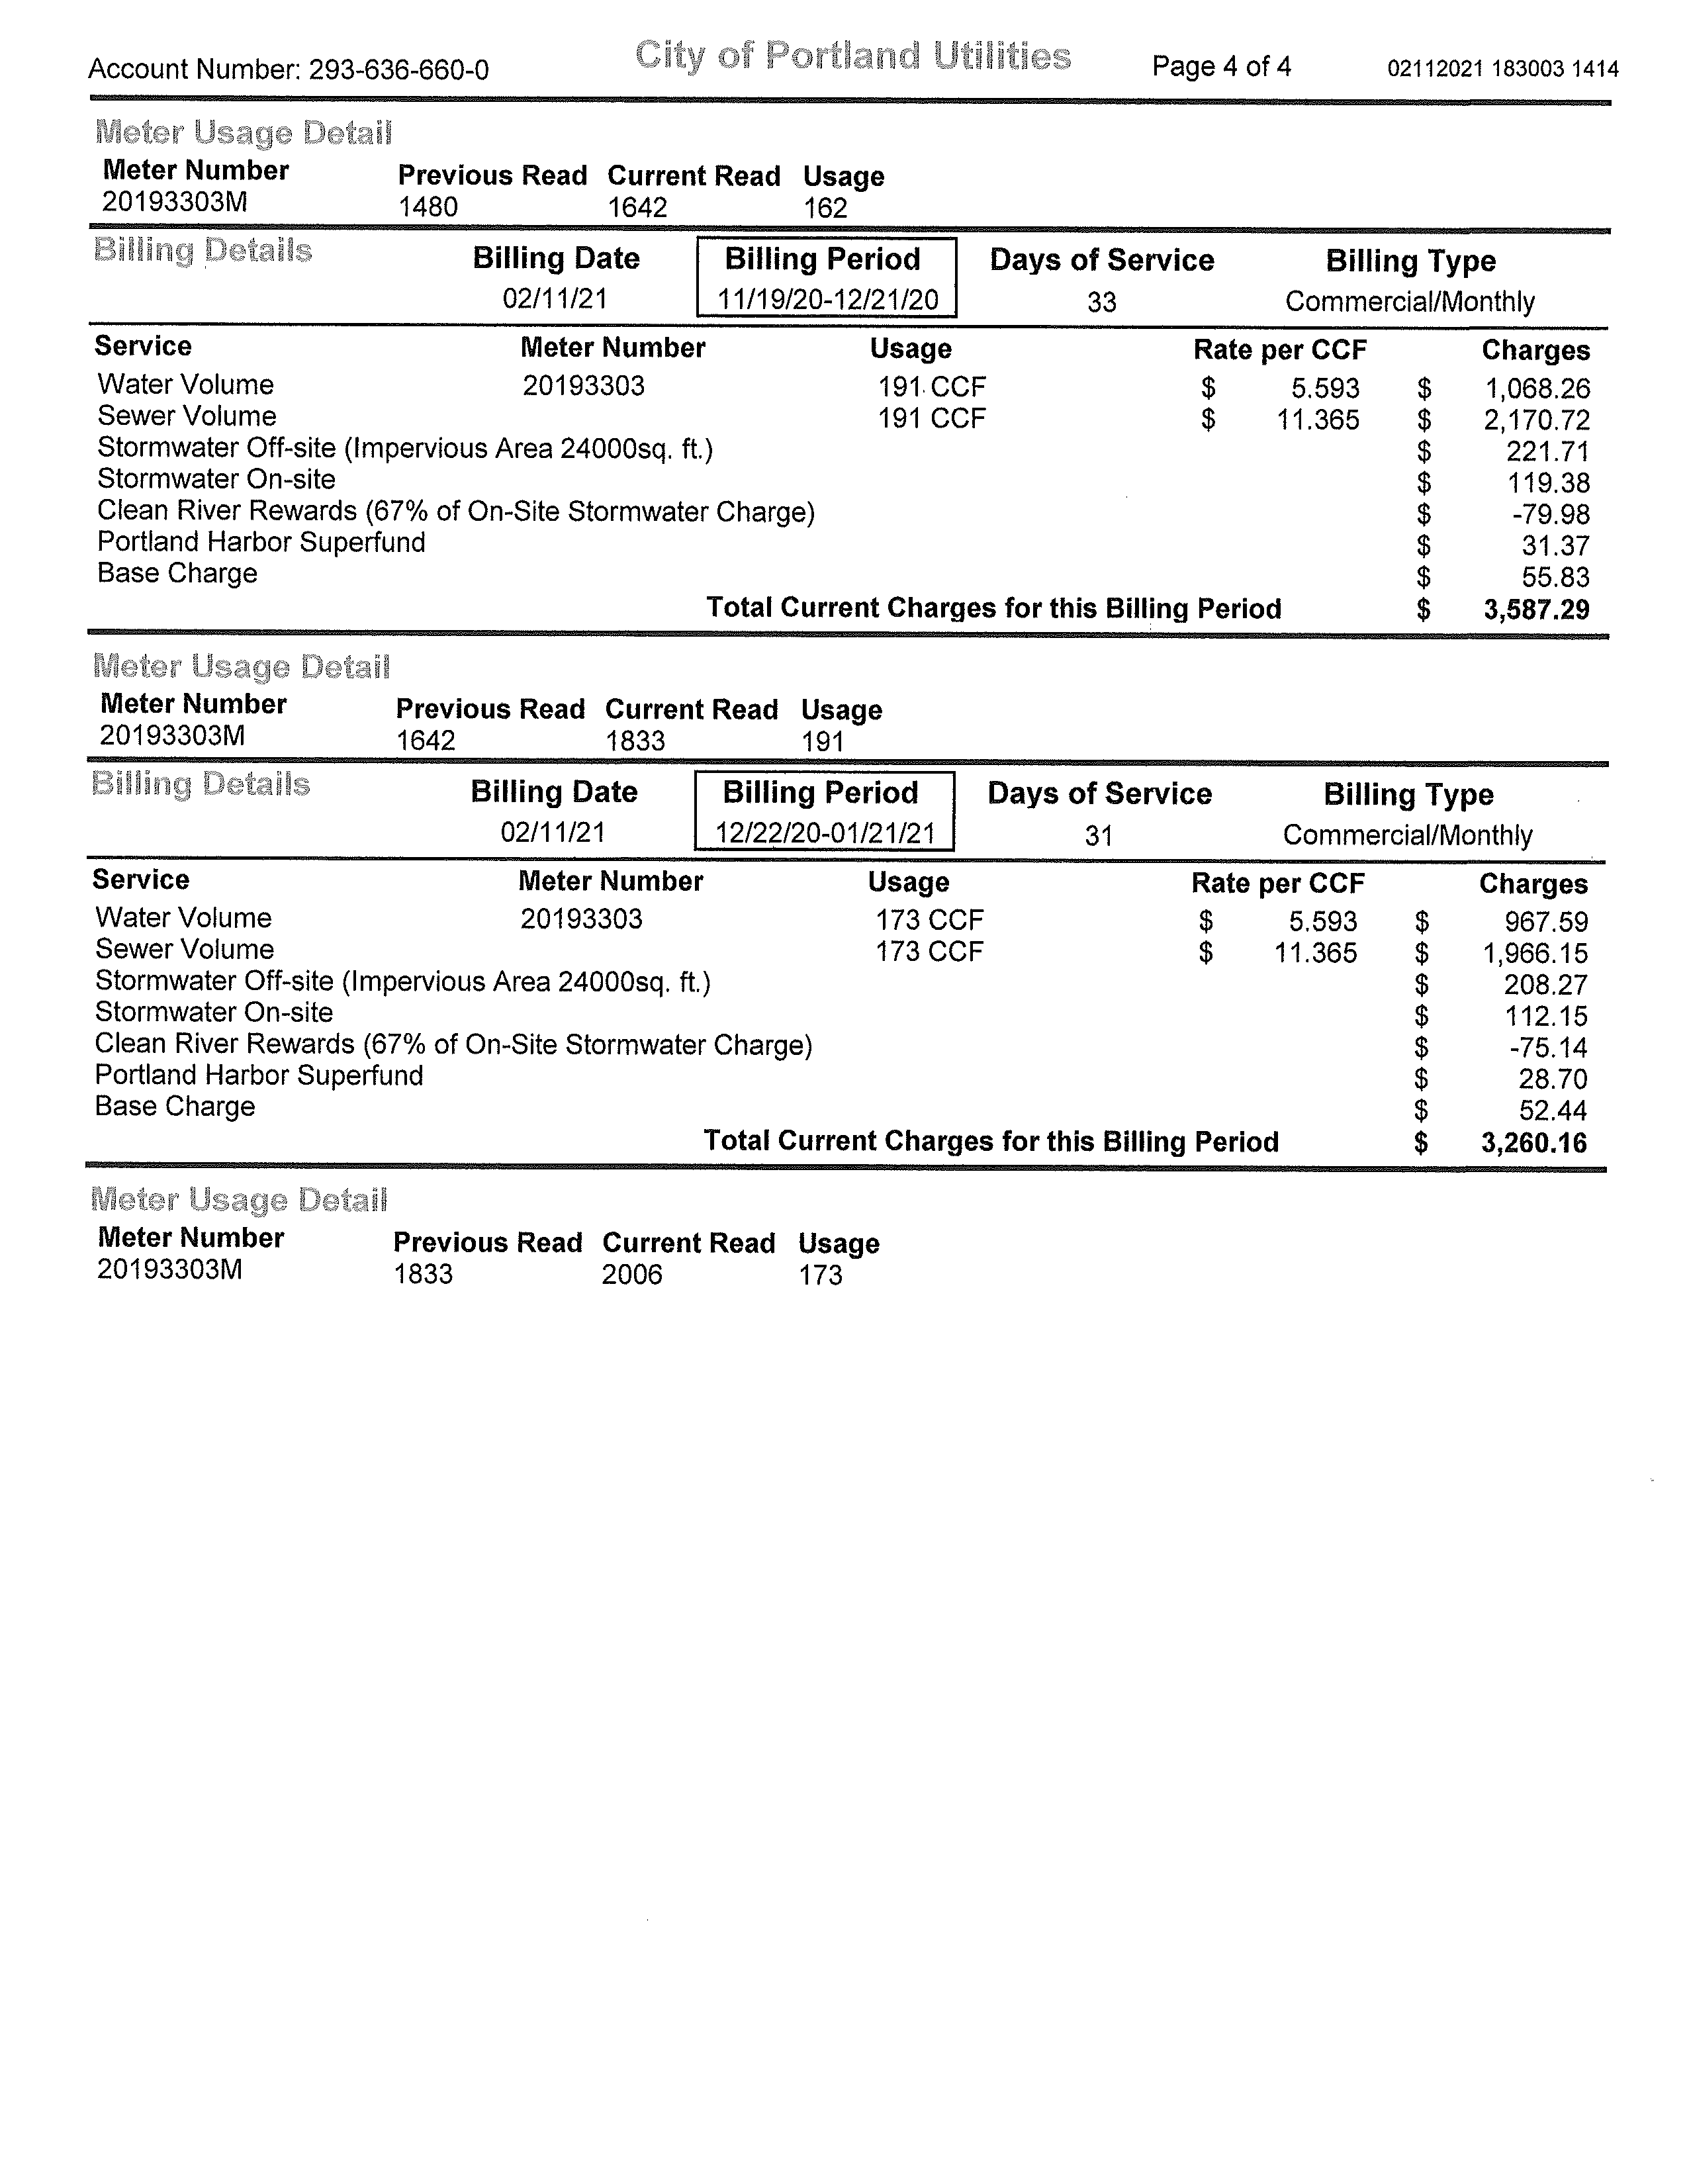 Account Number: 293-636-660-0 City of Portland Utilities Page 4 of 4 02112021 183003 1414
Meter Usage Detail
Meter Number Previous Read Current Read Usage
20193303M 1480 1642 162
Billing Details Billing Date Billing Period Days of Service Billing Type
02/11/21 11/19/20-12/21/20 33 Commercial/Monthly
Service Meter Number Usage Rate per CCF Charges
Water Volume 20193303 191 CCF $ 5.593 $ 1,068.26
Sewer Volume 191 CCF $ 11.365 $ 2,170.72
Stormwater Off-site (Impervious Area 24000sq. ft.) $ 221.71
Stormwater On-site $ 119.38
Clean River Rewards (67% of On-Site Stormwater Charge) $ -79.98
Portland Harbor Superfund $ 31.37
Base Charge $ 55.83
Total Current Charges for this Billing Period $ 3,587.29
Meter Usage Detail
Meter Number Previous Read Current Read Usage
20193303M 1642 1833 191
Billing Details Billing Date Billing Period Days of Service Billing Type
02/11/21 12/22/20-01/21/21 31 Commercial/Monthly
Service Meter Number Usage Rate per CCF Charges
Water Volume 20193303 173 CCF $ 5.593 $ 967.59
Sewer Volume 173 CCF $ 11.365 $ 1,966.15
Stormwater Off-site (Impervious Area 24000sq. ft.) $ 208.27
Stormwater On-site $ 112.15
Clean River Rewards (67% of On-Site Stormwater Charge) $ -75.14
Portland Harbor Superfund $ 28.70
Base Charge $ 52.44
Total Current Charges for this Billing Period $ 3,260.16
Meter Usage Detail
Meter Number Previous Read Current Read Usage
20193303M 1833 2006 173